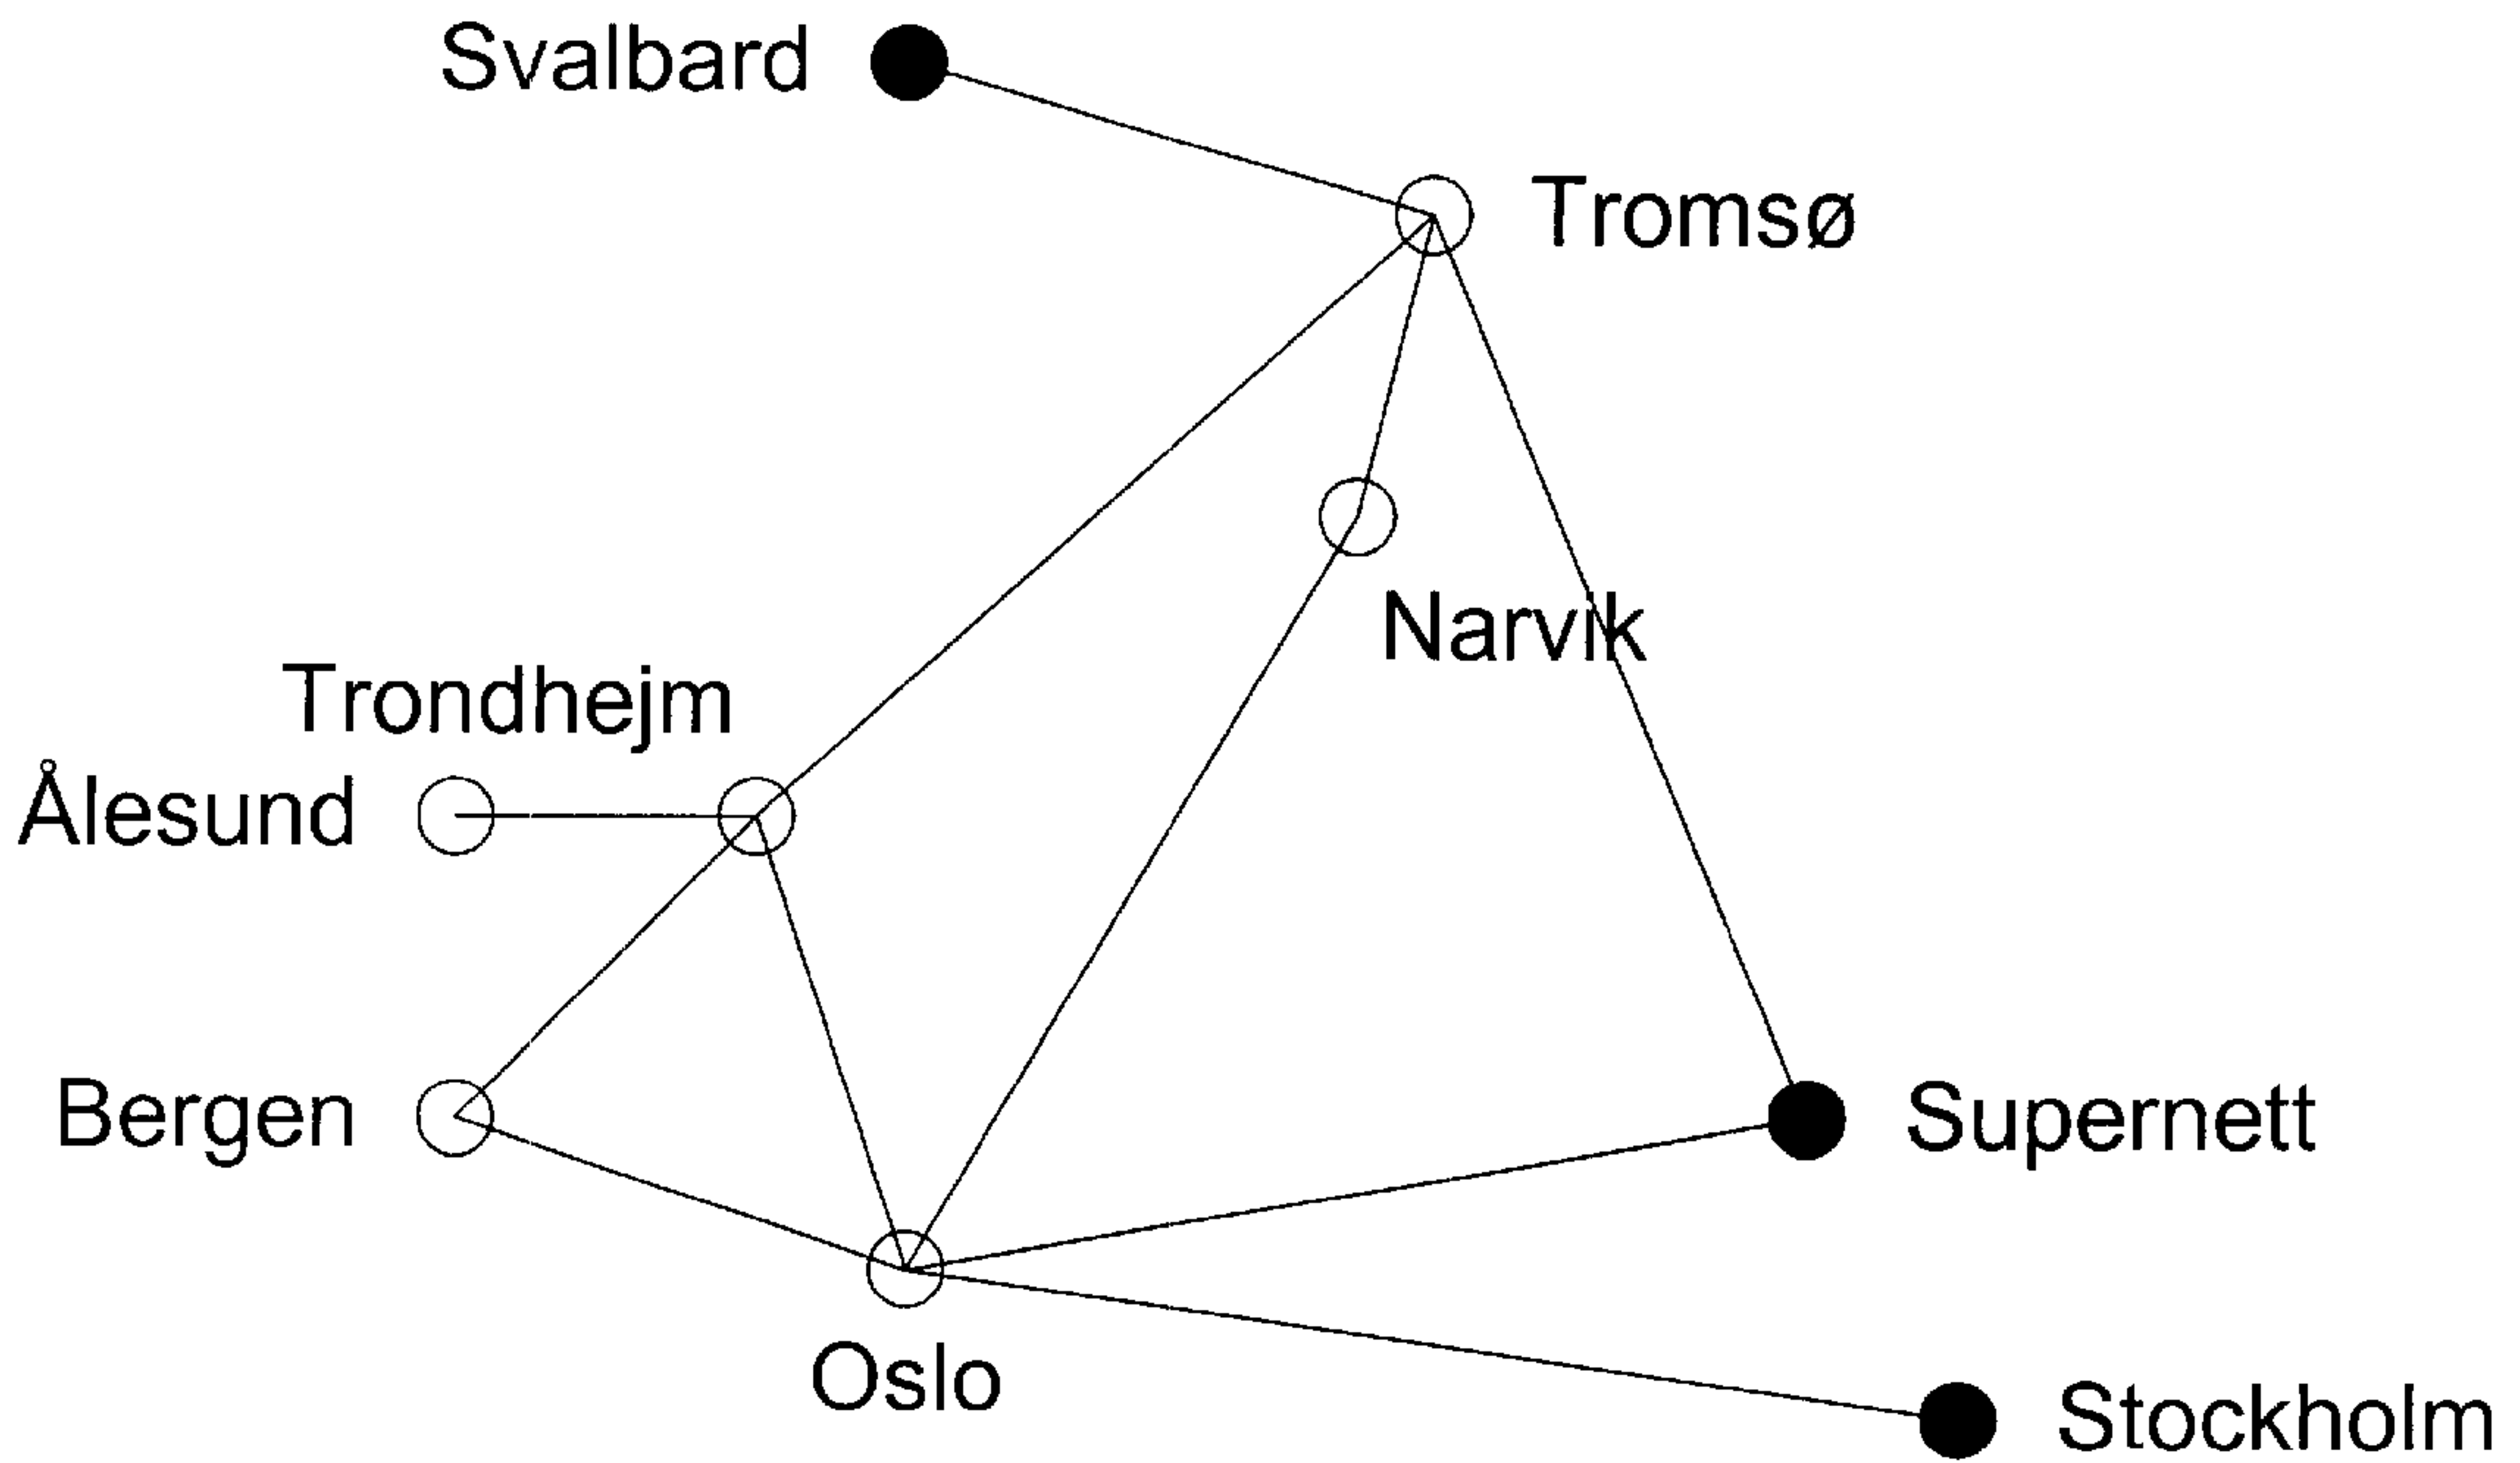 Svalbard
Tromsø
Narvik
Trondhejm
Ålesund
Bergen
Supernett
Oslo
Stockholm